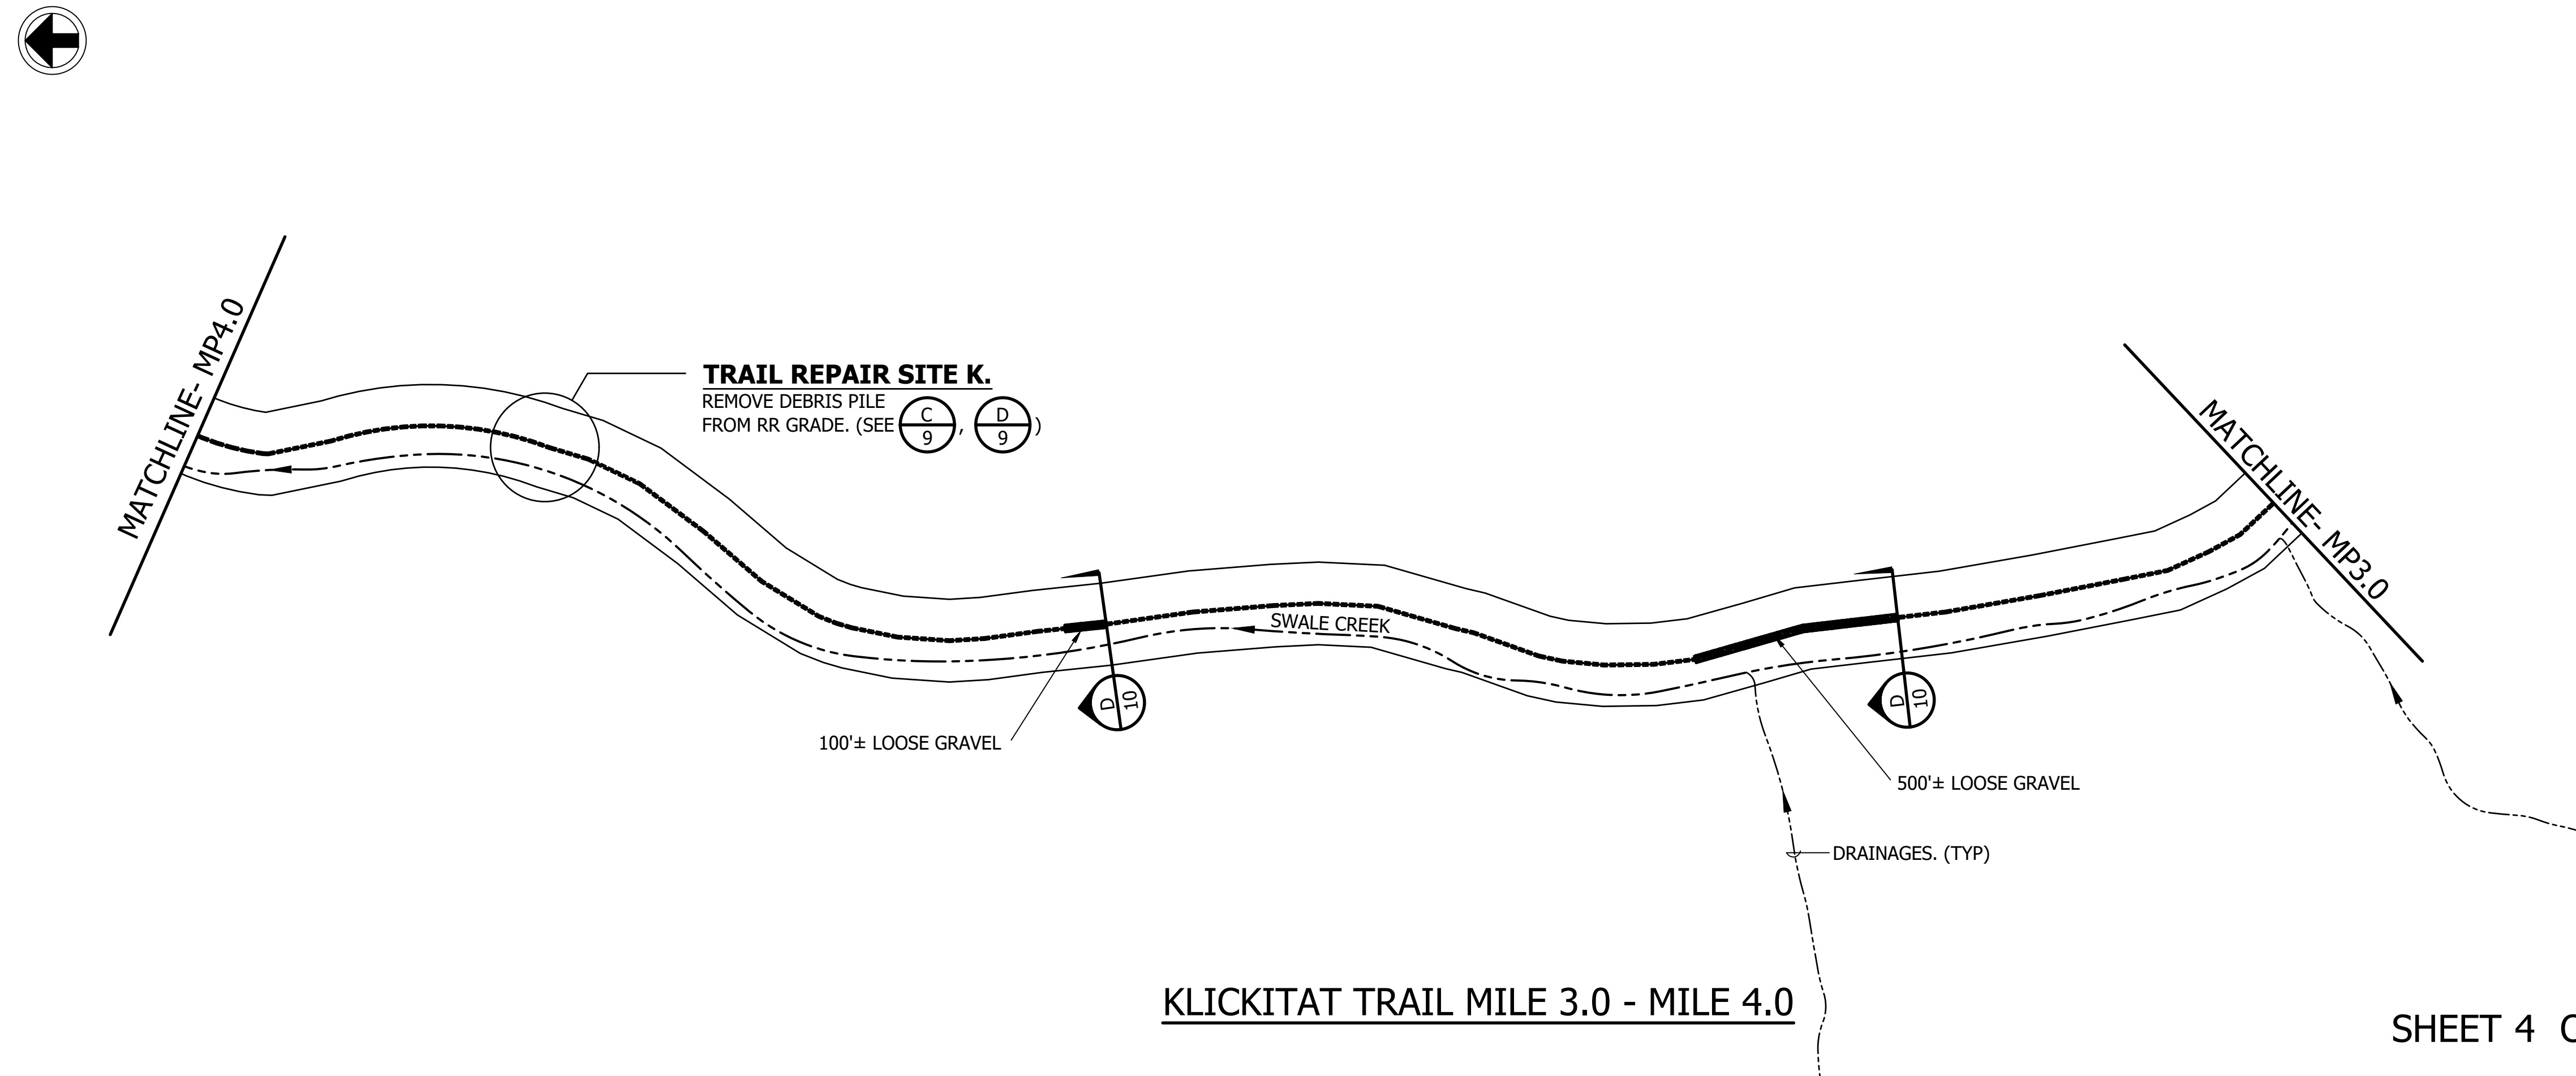 MATCHLINE- MP4.0
TRAIL REPAIR SITE K.
REMOVE DEBRIS PILE
FROM RR GRADE. (SEE C 9 , D 9 )
MATCHLINE- MP3.0
SWALE CREEK
D 10
D 10
100'± LOOSE GRAVEL
500'± LOOSE GRAVEL
DRAINAGES. (TYP)
KLICKITAT TRAIL MILE 3.0 - MILE 4.0
SHEET 4